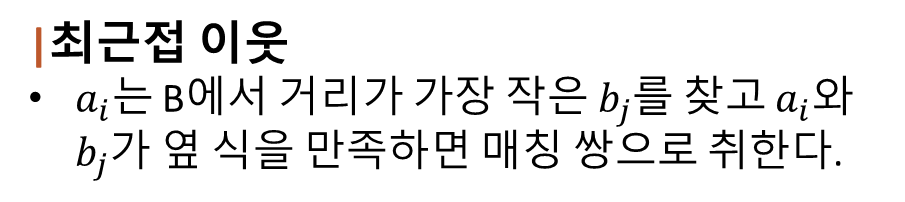 최근접 이웃
• aᵢ는 B에서 거리가 가장 작은 bⱼ를 찾고 aᵢ와
bⱼ가 옆 식을 만족하면 매칭 쌍으로 취한다.